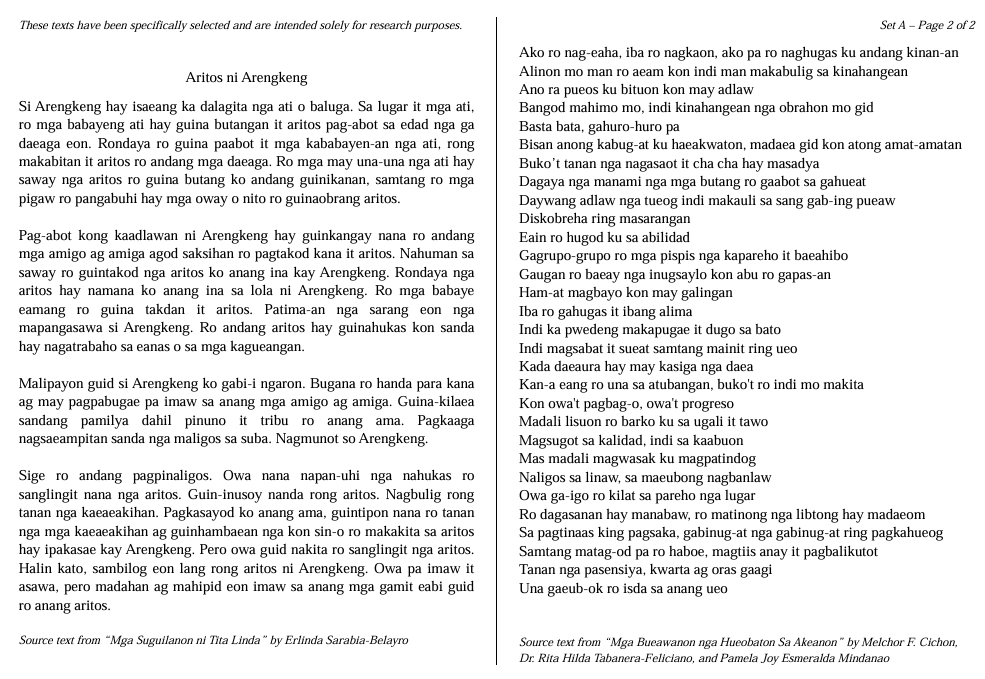 These texts have been specifically selected and are intended solely for research purposes.
Aritos ni Arengkeng
Si Arengkeng hay isaeang ka dalagita nga ati o baluga. Sa lugar it mga ati,
ro mga babayeng ati hay guina butangan it aritos pag-abot sa edad nga ga
daeaga eon. Rondaya ro guina paabot it mga kababayen-an nga ati, rong
makabitan it aritos ro andang mga daeaga. Ro mga may una-una nga ati hay
saway nga aritos ro guina butang ko andang guinikanan, samtang ro mga
pigaw ro pangabuhi hay mga oway o nito ro guinaobrang aritos.
Pag-abot kong kaadlawan ni Arengkeng hay guinkangay nana ro andang
mga amigo ag amiga agod saksihan ro pagtakod kana it aritos. Nahuman sa
saway ro guintakod nga aritos ko anang ina kay Arengkeng. Rondaya nga
aritos hay namana ko anang ina sa lola ni Arengkeng. Ro mga babaye
eamang ro guina takdan it aritos. Patima-an nga sarang eon nga
mapangasawa si Arengkeng. Ro andang aritos hay guinahukas kon sanda
hay nagatrabaho sa eanas o sa mga kagueangan.
Malipayon guid si Arengkeng ko gabi-i ngaron. Bugana ro handa para kana
ag may pagpabugae pa imaw sa anang mga amigo ag amiga. Guina-kilaea
sandang pamilya dahil pinuno it tribu ro anang ama. Pagkaaga
nagsaeampitan sanda nga maligos sa suba. Nagmunot so Arengkeng.
Sige ro andang pagpinaligos. Owa nana napan-uhi nga nahukas ro
sanglingit nana nga aritos. Guin-inusoy nanda rong aritos. Nagbulig rong
tanan nga kaeaeakihan. Pagkasayod ko anang ama, guintipon nana ro tanan
nga mga kaeaeakihan ag guinhambaean nga kon sin-o ro makakita sa aritos
hay ipakasae kay Arengkeng. Pero owa guid nakita ro sanglingit nga aritos.
Halin kato, sambilog eon lang rong aritos ni Arengkeng. Owa pa imaw it
asawa, pero madahan ag mahipid eon imaw sa anang mga gamit eabi guid
ro anang aritos.
Source text from “Mga Suguilanon ni Tita Linda” by Erlinda Sarabia-Belayro
Set A – Page 2 of 2
Ako ro nag-eaha, iba ro nagkaon, ako pa ro naghugas ku andang kinan-an
Alinon mo man ro aeam kon indi man makabulig sa kinahangean
Ano ra pueos ku bituon kon may adlaw
Bangod mahimo mo, indi kinahangean nga obrahon mo gid
Basta bata, gahuro-huro pa
Bisan anong kabug-at ku haeakwaton, madaea gid kon atong amat-amatan
Buko’t tanan nga nagasaot it cha cha hay masadya
Dagaya nga manami nga mga butang ro gaabot sa gahueat
Daywang adlaw nga tueog indi makauli sa sang gab-ing pueaw
Diskobreha ring masarangan
Eain ro hugod ku sa abilidad
Gagrupo-grupo ro mga pispis nga kapareho it baeahibo
Gaugan ro baeay nga inugsaylo kon abu ro gapas-an
Ham-at magbayo kon may galingan
Iba ro gahugas it ibang alima
Indi ka pwedeng makapugae it dugo sa bato
Indi magsabat it sueat samtang mainit ring ueo
Kada daeaura hay may kasiga nga daea
Kan-a eang ro una sa atubangan, buko't ro indi mo makita
Kon owa't pagbag-o, owa't progreso
Madali lisuon ro barko ku sa ugali it tawo
Magsugot sa kalidad, indi sa kaabuon
Mas madali magwasak ku magpatindog
Naligos sa linaw, sa maeubong nagbanlaw
Owa ga-igo ro kilat sa pareho nga lugar
Ro dagasanan hay manabaw, ro matinong nga libtong hay madaeom
Sa pagtinaas king pagsaka, gabinug-at nga gabinug-at ring pagkahueog
Samtang matag-od pa ro haboe, magtiis anay it pagbalikutot
Tanan nga pasensiya, kwarta ag oras gaagi
Una gaeub-ok ro isda sa anang ueo
Source text from “Mga Bueawanon nga Hueobaton Sa Akeanon” by Melchor F. Cichon,
Dr. Rita Hilda Tabanera-Feliciano, and Pamela Joy Esmeralda Mindanao